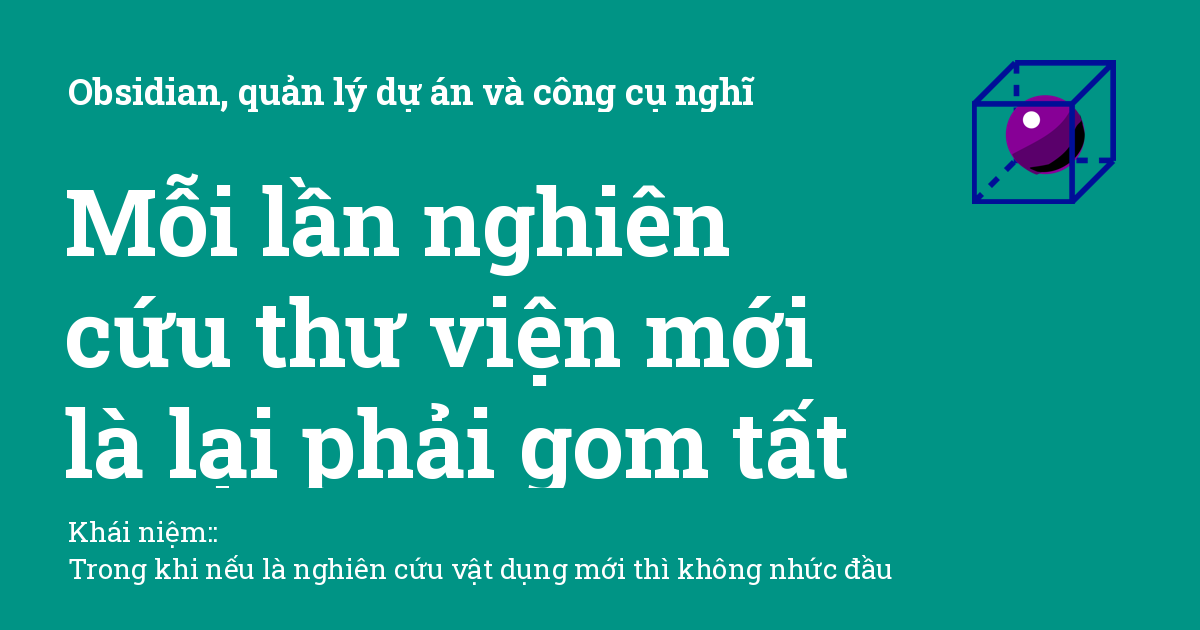 Obsidian, quản lý dự án và công cụ nghĩ
Mỗi lần nghiên
cứu thư viện mới
là lại phải gom tất
Khái niệm::
Trong khi nếu là nghiên cứu vật dụng mới thì không nhức đầu